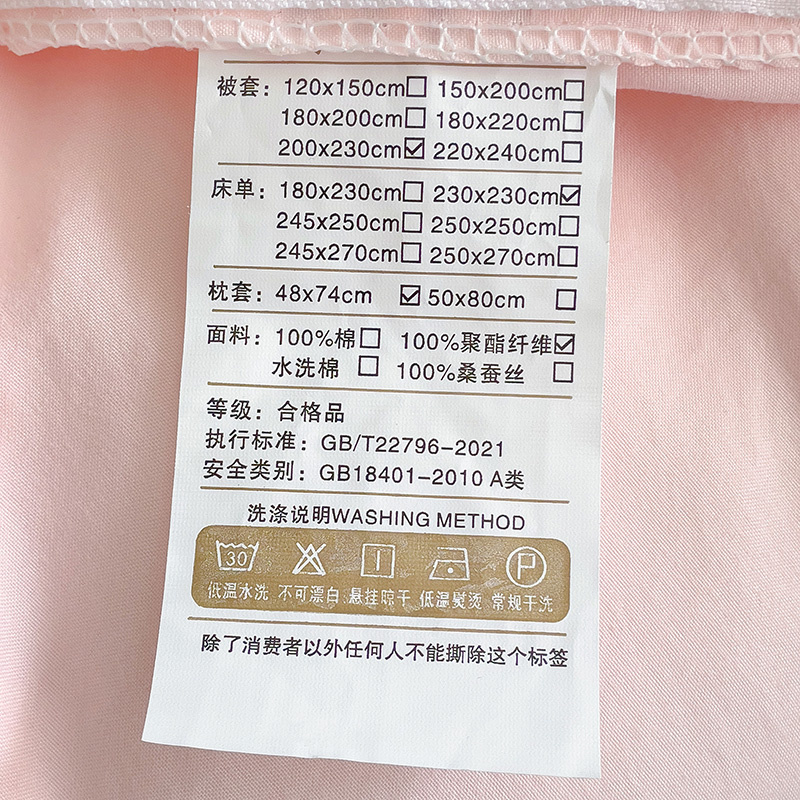 被套：120x150cm☐ 150x200cm☐
180x200cm☐ 180x220cm☐
200x230cm☑ 220x240cm☐
床单：180x230cm☐ 230x230cm☑
245x250cm☐ 250x250cm☐
245x270cm☐ 250x270cm☐
枕套：48x74cm ☑ 50x80cm ☐
面料：100%棉☐ 100%聚酯纤维☑
水洗棉 ☐ 100%桑蚕丝 ☐
等级：合格品
执行标准：GB/T22796-2021
安全类别：GB18401-2010 A类
洗涤说明WASHING METHOD
30 P
低温水洗 不可漂白 悬挂晾干 低温熨烫 常规干洗
除了消费者以外任何人不能撕除这个标签